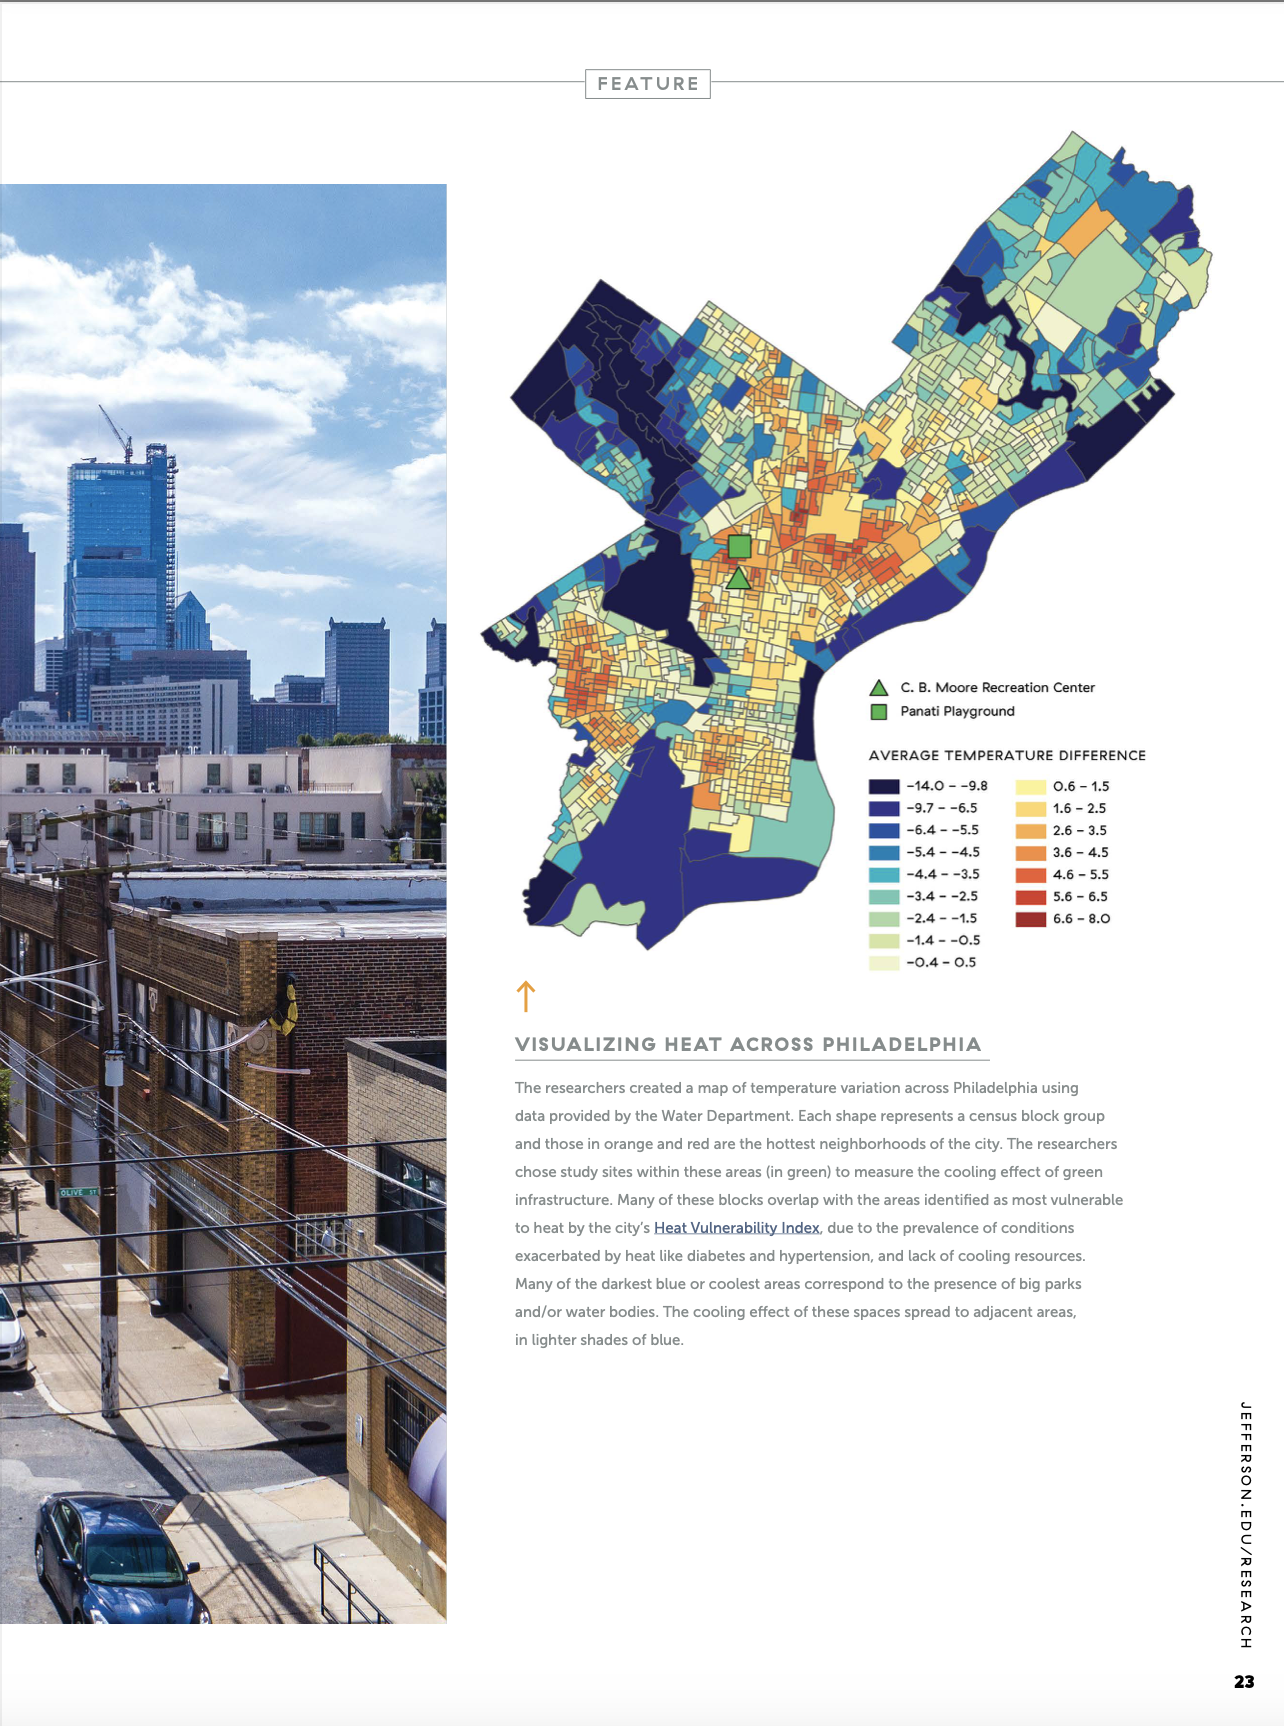 FEATURE
OLIVE ST
C. B. Moore Recreation Center
Panati Playground
AVERAGE TEMPERATURE DIFFERENCE
-14.0 – -9.8
-9.7 – -6.5
-6.4 – -5.5
-5.4 – -4.5
-4.4 – -3.5
-3.4 – -2.5
-2.4 – -1.5
-1.4 – -0.5
-0.4 – 0.5
0.6 – 1.5
1.6 – 2.5
2.6 – 3.5
3.6 – 4.5
4.6 – 5.5
5.6 – 6.5
6.6 – 8.0
VISUALIZING HEAT ACROSS PHILADELPHIA
The researchers created a map of temperature variation across Philadelphia using
data provided by the Water Department. Each shape represents a census block group
and those in orange and red are the hottest neighborhoods of the city. The researchers
chose study sites within these areas (in green) to measure the cooling effect of green
infrastructure. Many of these blocks overlap with the areas identified as most vulnerable
to heat by the city's Heat Vulnerability Index, due to the prevalence of conditions
exacerbated by heat like diabetes and hypertension, and lack of cooling resources.
Many of the darkest blue or coolest areas correspond to the presence of big parks
and/or water bodies. The cooling effect of these spaces spread to adjacent areas,
in lighter shades of blue.
JEFFERSON.EDU/RESEARCH
23